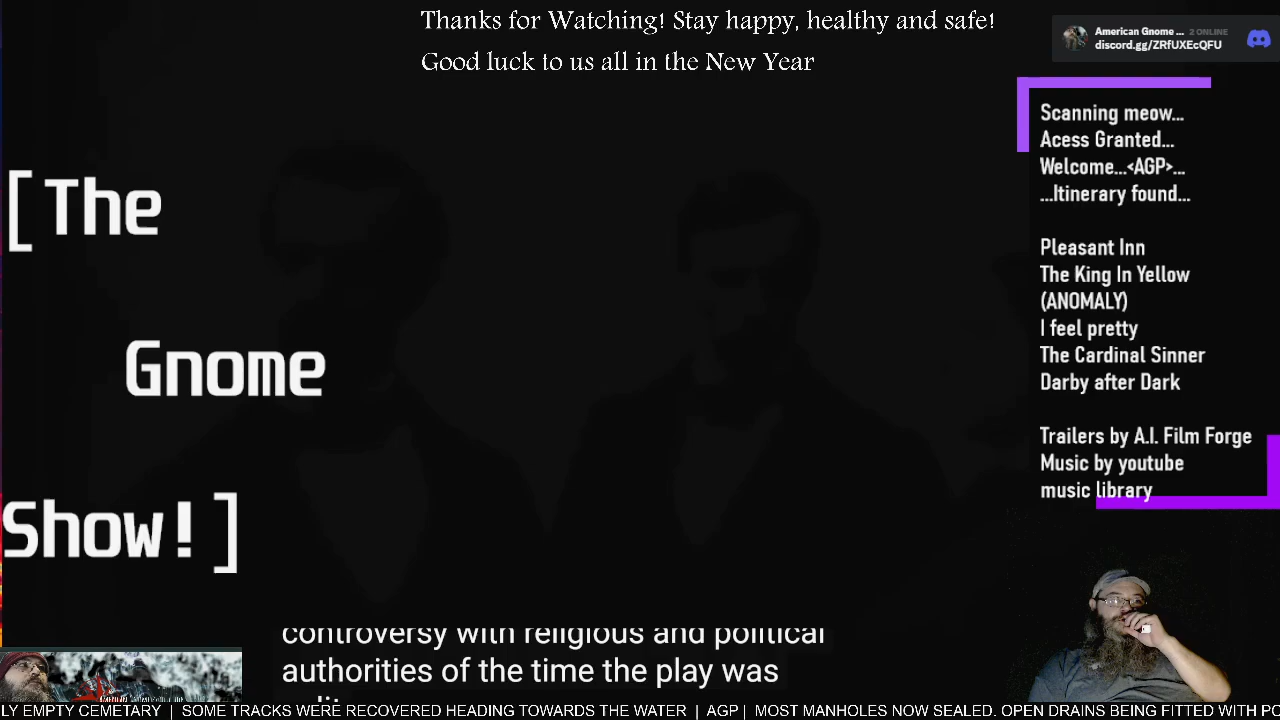 Thanks for Watching! Stay happy, healthy and safe!
Good luck to us all in the New Year
American Gnome ... 2 ONLINE
discord.gg/ZRfUXEcQFU
Scanning meow...
Acess Granted...
Welcome...<AGP>...
...Itinerary found...
Pleasant Inn
The King In Yellow
(ANOMALY)
I feel pretty
The Cardinal Sinner
Darby after Dark
Trailers by A.I. Film Forge
Music by youtube
music library
[The
Gnome
Show!]
controversy with religious and political
authorities of the time the play was
LY EMPTY CEMETARY | SOME TRACKS WERE RECOVERED HEADING TOWARDS THE WATER | AGP | MOST MANHOLES NOW SEALED. OPEN DRAINS BEING FITTED WITH PO